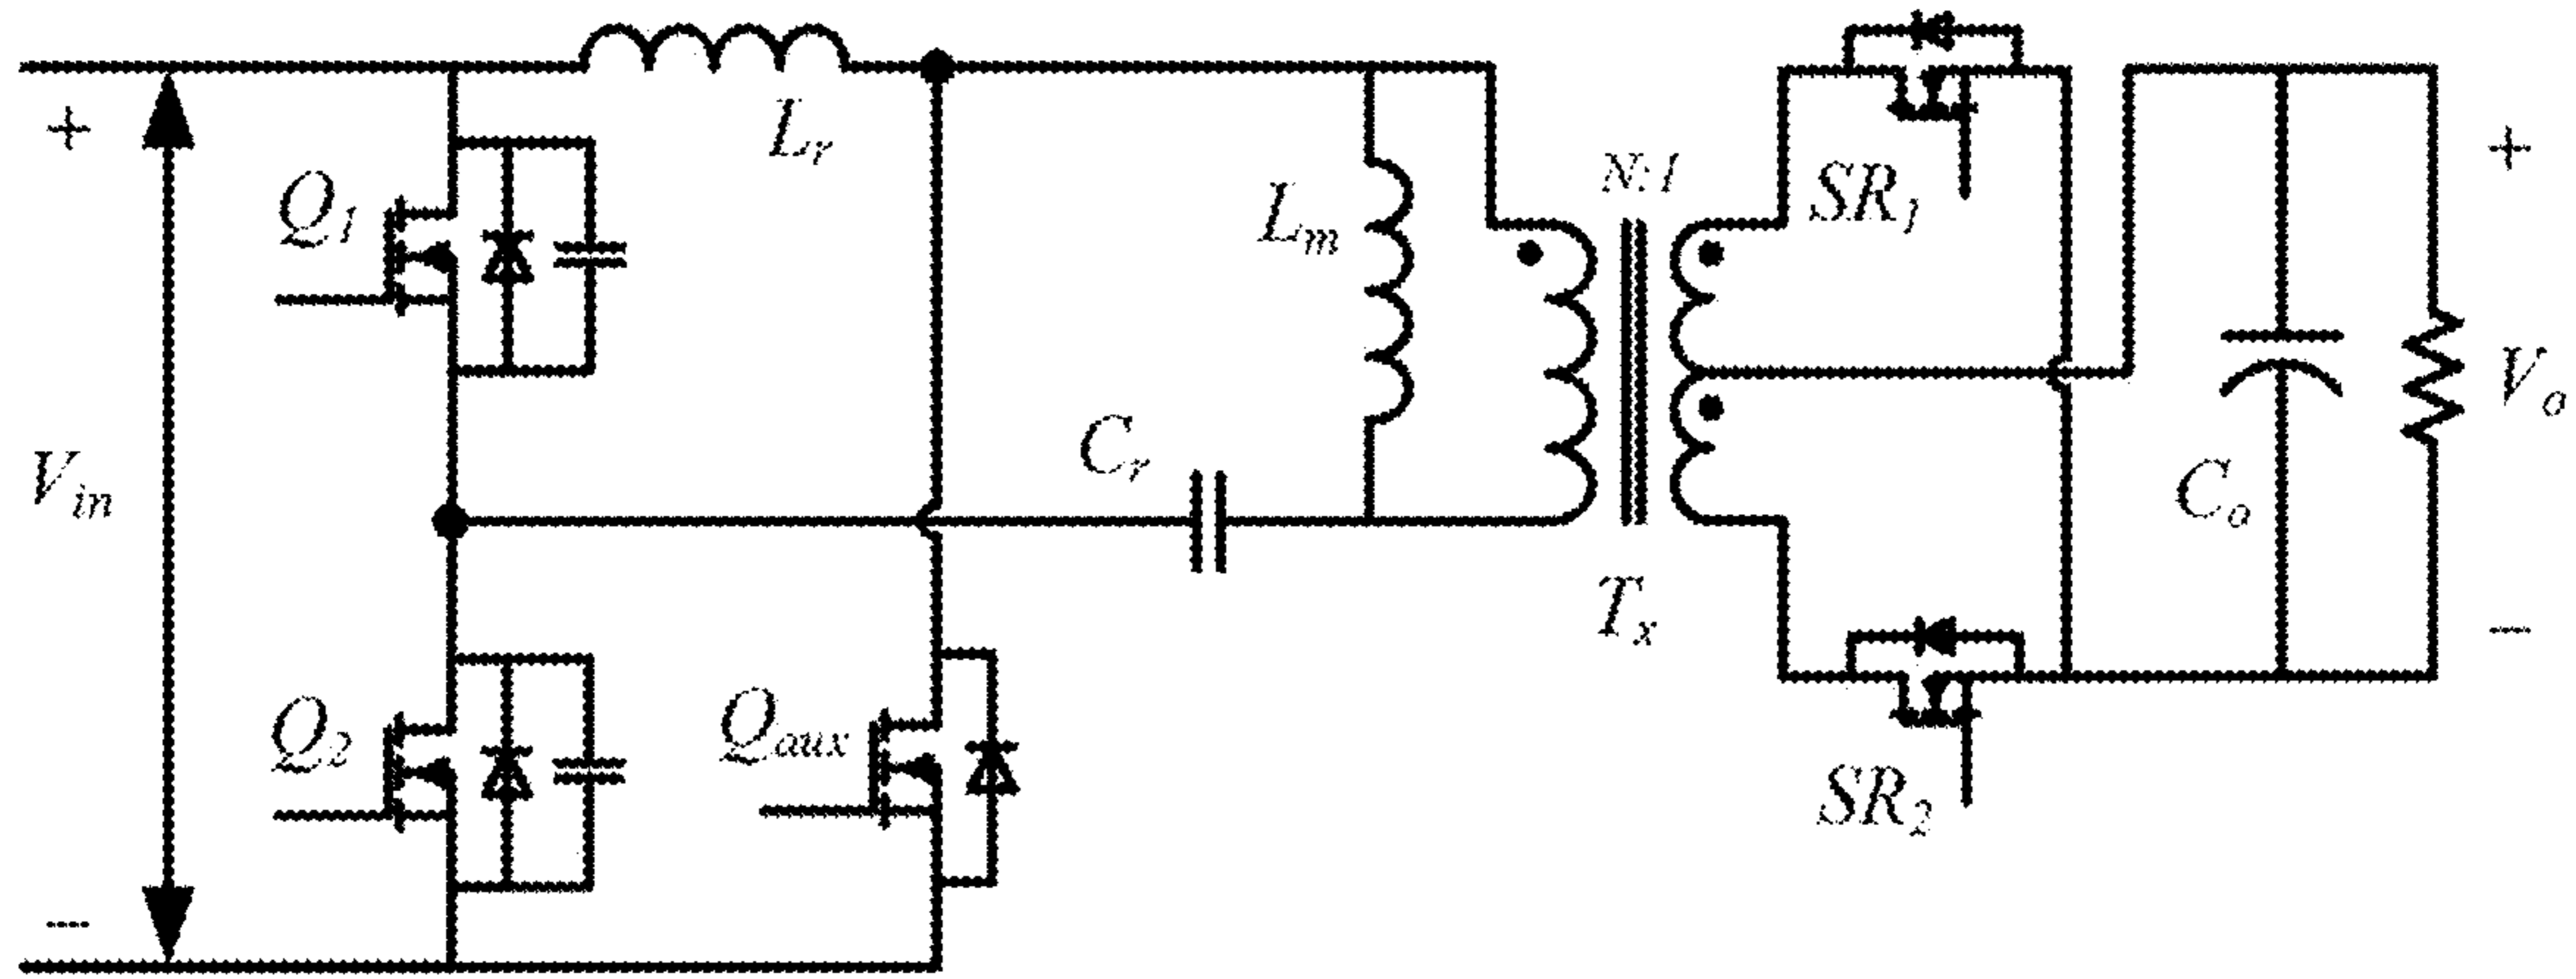 +
V_in
−
Q_1
Q_2
L_r
Q_aux
C_r
L_m
N:1
T_x
SR_1
SR_2
C_o
+
V_o
−